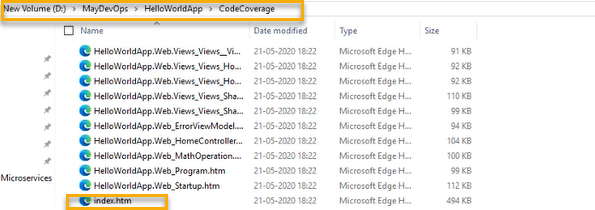 New Volume (D:) > MayDevOps > HelloWorldApp > CodeCoverage
Name Date modified Type Size
HelloWorldApp.Web.Views_Views__Vi... 21-05-2020 18:22 Microsoft Edge H... 91 KB
HelloWorldApp.Web.Views_Views_Ho... 21-05-2020 18:22 Microsoft Edge H... 92 KB
HelloWorldApp.Web.Views_Views_Ho... 21-05-2020 18:22 Microsoft Edge H... 92 KB
HelloWorldApp.Web.Views_Views_Sha... 21-05-2020 18:22 Microsoft Edge H... 110 KB
HelloWorldApp.Web.Views_Views_Sha... 21-05-2020 18:22 Microsoft Edge H... 99 KB
HelloWorldApp.Web_ErrorViewModel.... 21-05-2020 18:22 Microsoft Edge H... 94 KB
HelloWorldApp.Web_HomeController... 21-05-2020 18:22 Microsoft Edge H... 104 KB
HelloWorldApp.Web_MathOperation.... 21-05-2020 18:22 Microsoft Edge H... 100 KB
HelloWorldApp.Web_Program.htm 21-05-2020 18:22 Microsoft Edge H... 99 KB
Microservices HelloWorldApp.Web_Startup.htm 21-05-2020 18:22 Microsoft Edge H... 112 KB
index.htm 21-05-2020 18:22 Microsoft Edge H... 494 KB